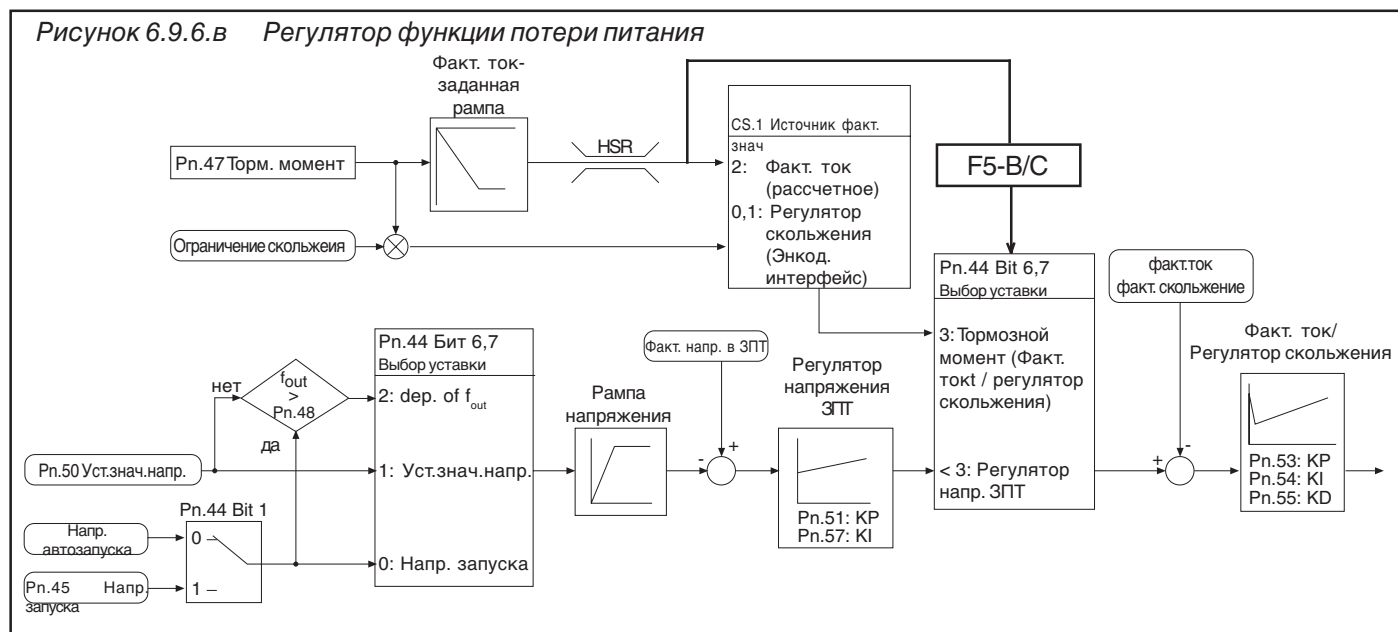 Рисунок 6.9.6.в Регулятор функции потери питания
Факт. ток-
заданная
рампа
Pn.47 Торм. момент
HSR
CS.1 Источник факт.
знач
2: Факт. ток
(рассчетное)
0,1: Регулятор
скольжения
(Энкод.
интерфейс)
F5-B/C
Ограничение скольжеия
Pn.44 Bit 6,7
Выбор уставки
3: Тормозной
момент (Факт.
токt / регулятор
скольжения)
< 3: Регулятор
напр. ЗПТ
факт.ток
факт. скольжение
Факт. ток/
Регулятор скольжения
Pn.53: KP
Pn.54: KI
Pn.55: KD
нет
fout
>
Pn.48
да
Pn.44 Бит 6,7
Выбор уставки
2: dep. of fout
1: Уст.знач.напр.
0: Напр. запуска
Рампа
напряжения
Факт. напр. в ЗПТ
+
-
Регулятор
напряжения
ЗПТ
Pn.51: KP
Pn.57: KI
+
-
Pn.50 Уст.знач.напр.
Pn.44 Bit 1
0 –
1 –
Напр.
автозапуска
Pn.45 Напр.
запуска